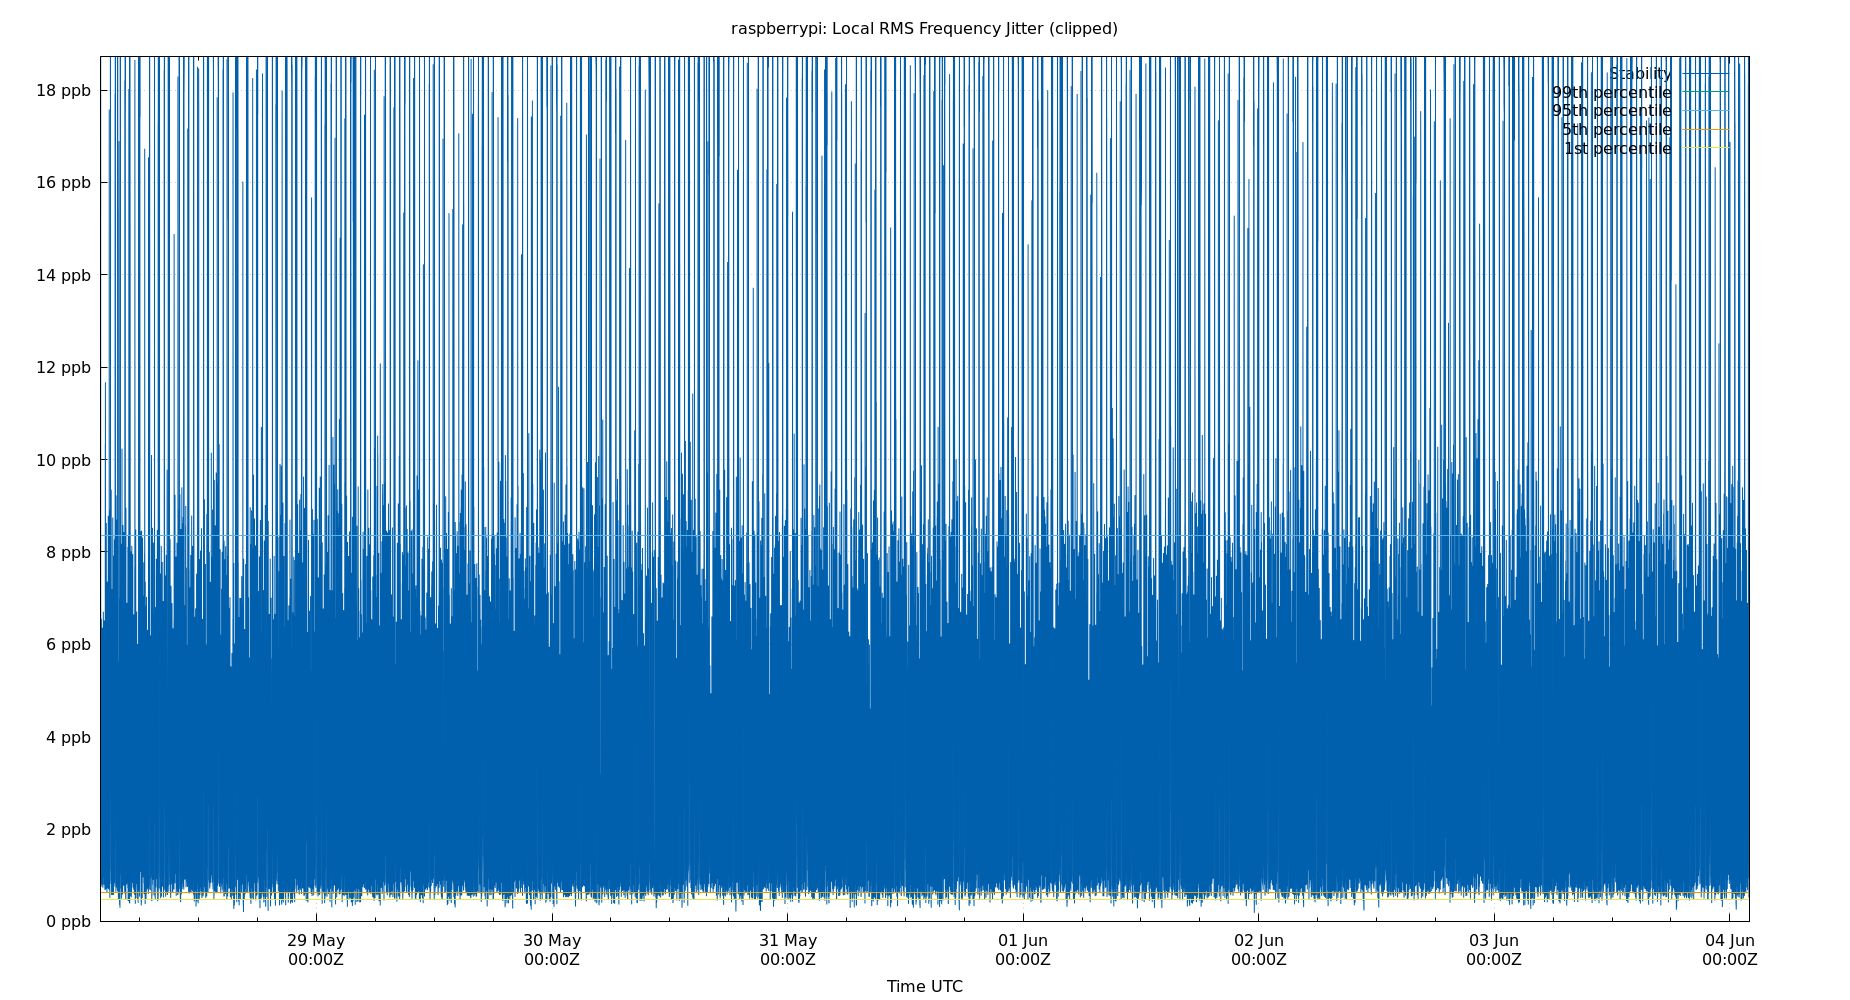 raspberrypi: Local RMS Frequency Jitter (clipped)
18 ppb
16 ppb
14 ppb
12 ppb
10 ppb
8 ppb
6 ppb
4 ppb
2 ppb
0 ppb
Stability
99th percentile
95th percentile
5th percentile
1st percentile
29 May
00:00Z
30 May
00:00Z
31 May
00:00Z
01 Jun
00:00Z
02 Jun
00:00Z
03 Jun
00:00Z
04 Jun
00:00Z
Time UTC